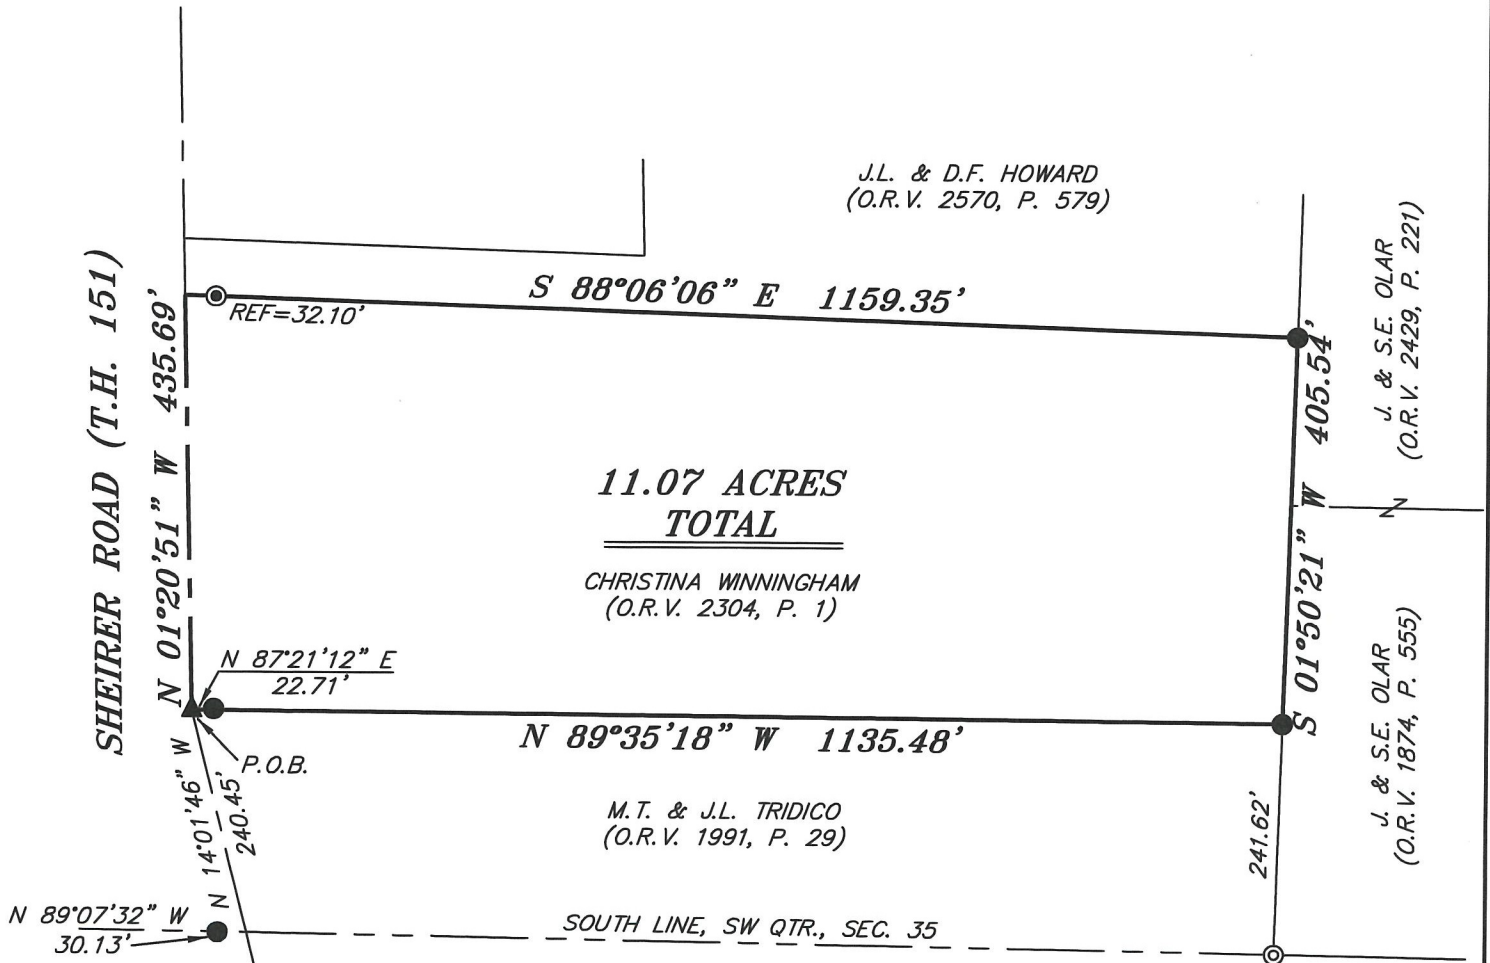 J.L. & D.F. HOWARD
(O.R.V. 2570, P. 579)
J. & S.E. OLAR
(O.R.V. 2429, P. 221)
SHEIRER ROAD (T.H. 151)
N 01°20'51" W 435.69'
REF=32.10'
S 88°06'06" E 1159.35'
S 01°50'21" W 405.54'
11.07 ACRES
TOTAL
CHRISTINA WINNINGHAM
(O.R.V. 2304, P. 1)
Z
N 87°21'12" E
22.71'
N 89°35'18" W 1135.48'
P.O.B.
J. & S.E. OLAR
(O.R.V. 1874, P. 555)
N 14°01'46" W
240.45'
M.T. & J.L. TRIDICO
(O.R.V. 1991, P. 29)
241.62'
N 89°07'32" W
30.13'
SOUTH LINE, SW QTR., SEC. 35